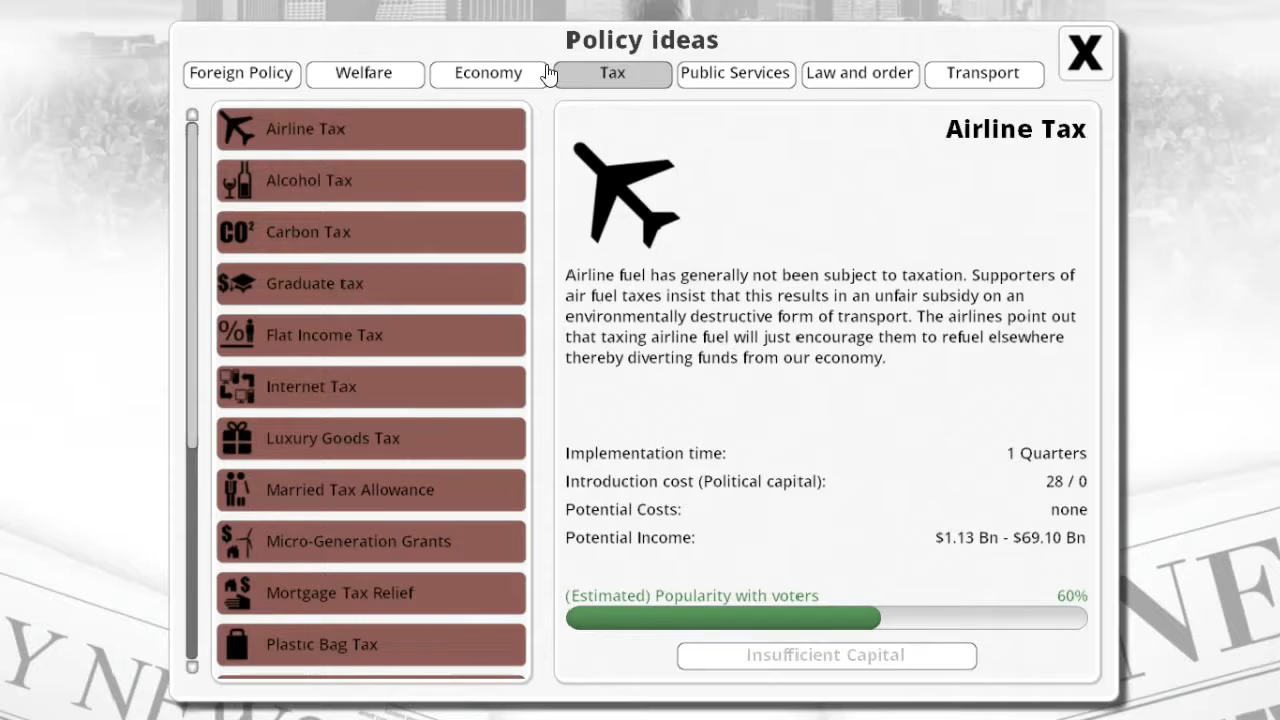 Policy ideas
X
Foreign Policy
Welfare
Economy
Tax
Public Services
Law and order
Transport
Airline Tax
Alcohol Tax
CO² Carbon Tax
$ Graduate tax
% Flat Income Tax
Internet Tax
Luxury Goods Tax
Married Tax Allowance
$ Micro-Generation Grants
$ Mortgage Tax Relief
Plastic Bag Tax
Airline Tax
Airline fuel has generally not been subject to taxation. Supporters of
air fuel taxes insist that this results in an unfair subsidy on an
environmentally destructive form of transport. The airlines point out
that taxing airline fuel will just encourage them to refuel elsewhere
thereby diverting funds from our economy.
Implementation time: 1 Quarters
Introduction cost (Political capital): 28 / 0
Potential Costs: none
Potential Income: $1.13 Bn - $69.10 Bn
(Estimated) Popularity with voters 60%
Insufficient Capital
Y NEWS
NE